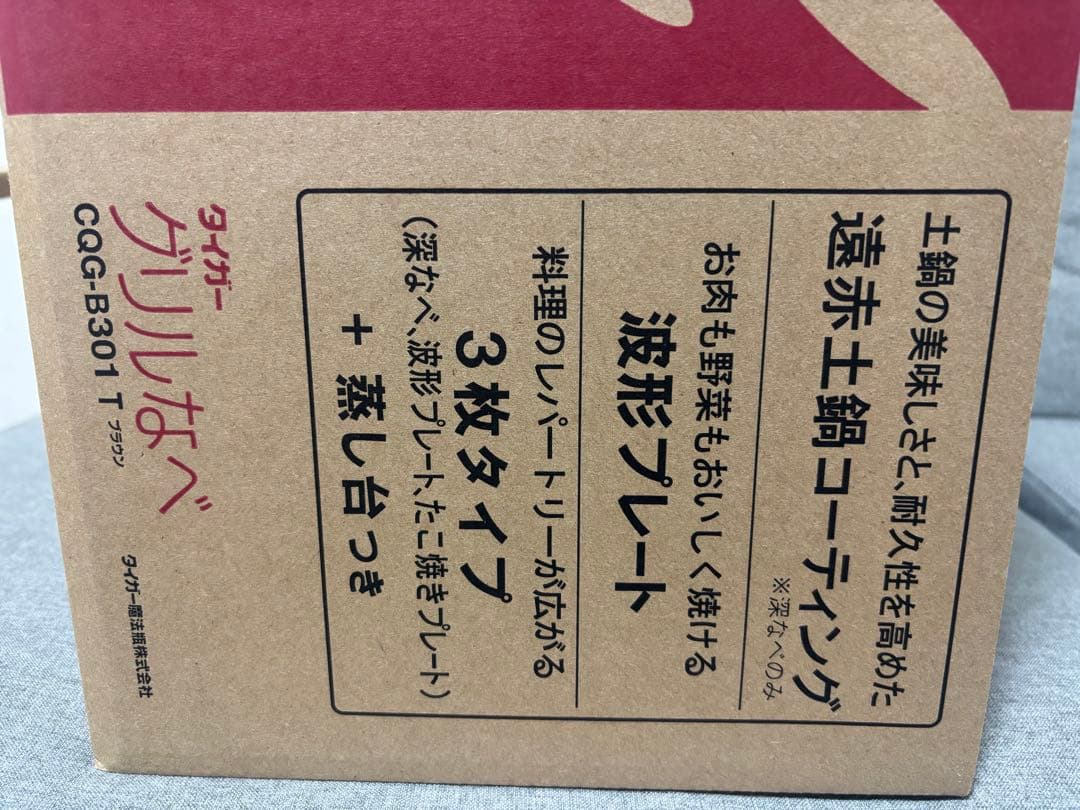 土鍋の美味しさと、耐久性を高めた
遠赤土鍋コーティング
※深なべのみ
お肉も野菜もおいしく焼ける
波形プレート
料理のレパートリーが広がる
3枚タイプ
(深なべ、波形プレート、たこ焼きプレート)
+ 蒸し台つき
タイガー
グリルなべ
CQG-B301 T ブラウン
タイガー魔法瓶株式会社